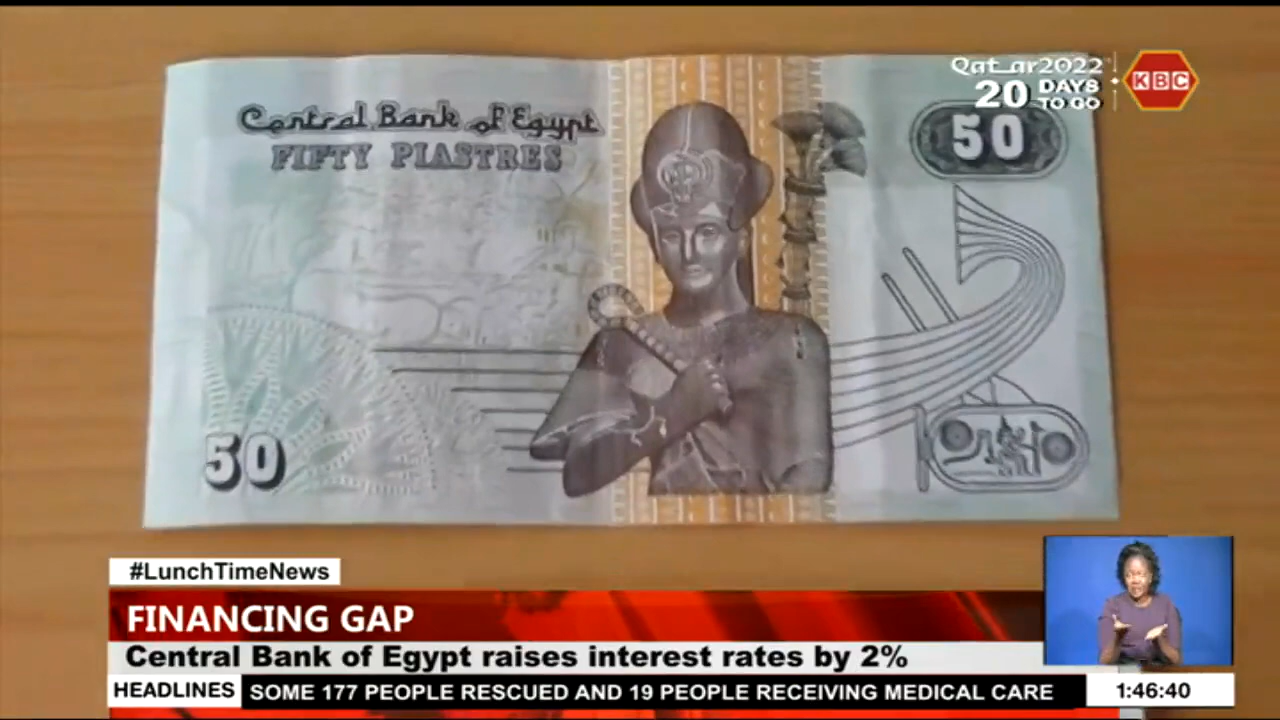 Qatar2022
20 DAYS TO GO
KBC
Central Bank of Egypt
FIFTY PIASTRES
50
50
#LunchTimeNews
FINANCING GAP
Central Bank of Egypt raises interest rates by 2%
HEADLINES SOME 177 PEOPLE RESCUED AND 19 PEOPLE RECEIVING MEDICAL CARE 1:46:40